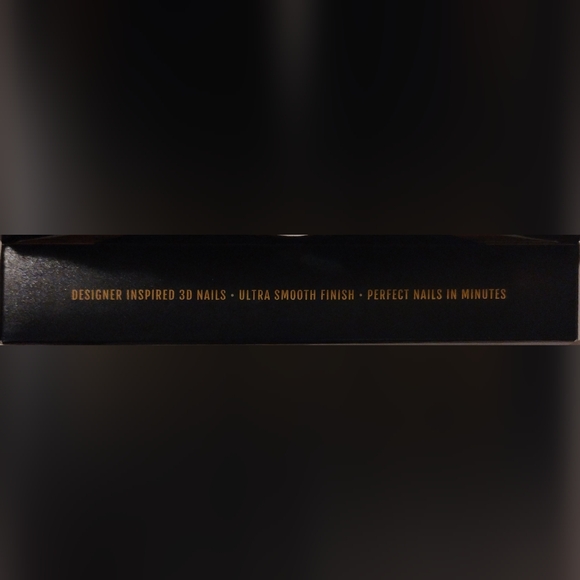 DESIGNER INSPIRED 3D NAILS • ULTRA SMOOTH FINISH • PERFECT NAILS IN MINUTES